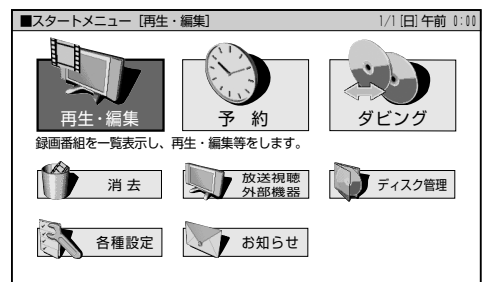 ■スタートメニュー [再生・編集] 1/1[日]午前 0:00
再生・編集 予 約 ダビング
録画番組を一覧表示し、再生・編集等をします。
消 去 放送視聴 外部機器 ディスク管理
各種設定 お知らせ